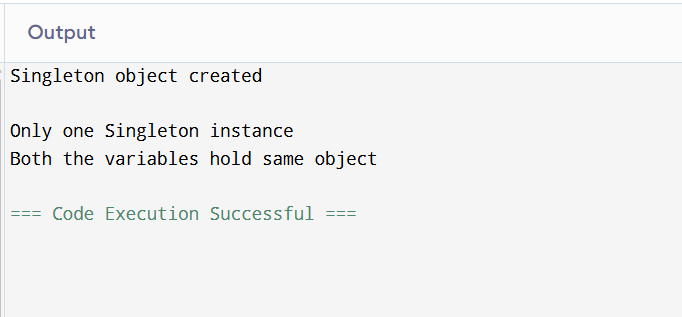 Output
Singleton object created
Only one Singleton instance
Both the variables hold same object
=== Code Execution Successful ===